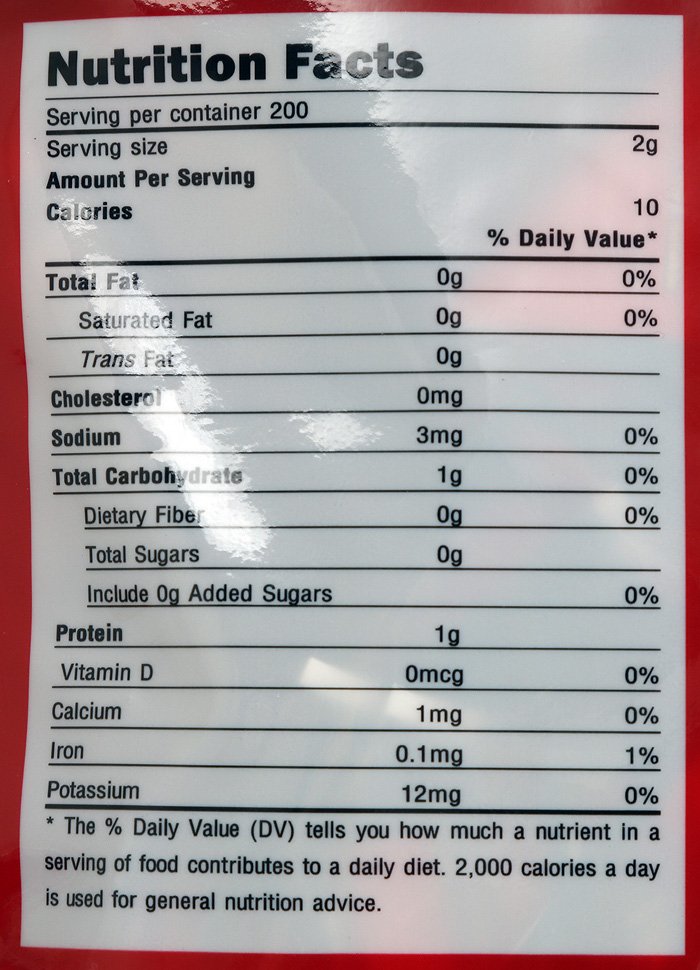 Nutrition Facts
Serving per container 200
Serving size 2g
Amount Per Serving
Calories 10
% Daily Value*
Total Fat 0g 0%
Saturated Fat 0g 0%
Trans Fat 0g
Cholesterol 0mg
Sodium 3mg 0%
Total Carbohydrate 1g 0%
Dietary Fiber 0g 0%
Total Sugars 0g
Include 0g Added Sugars 0%
Protein 1g
Vitamin D 0mcg 0%
Calcium 1mg 0%
Iron 0.1mg 1%
Potassium 12mg 0%
* The % Daily Value (DV) tells you how much a nutrient in a
serving of food contributes to a daily diet. 2,000 calories a day
is used for general nutrition advice.